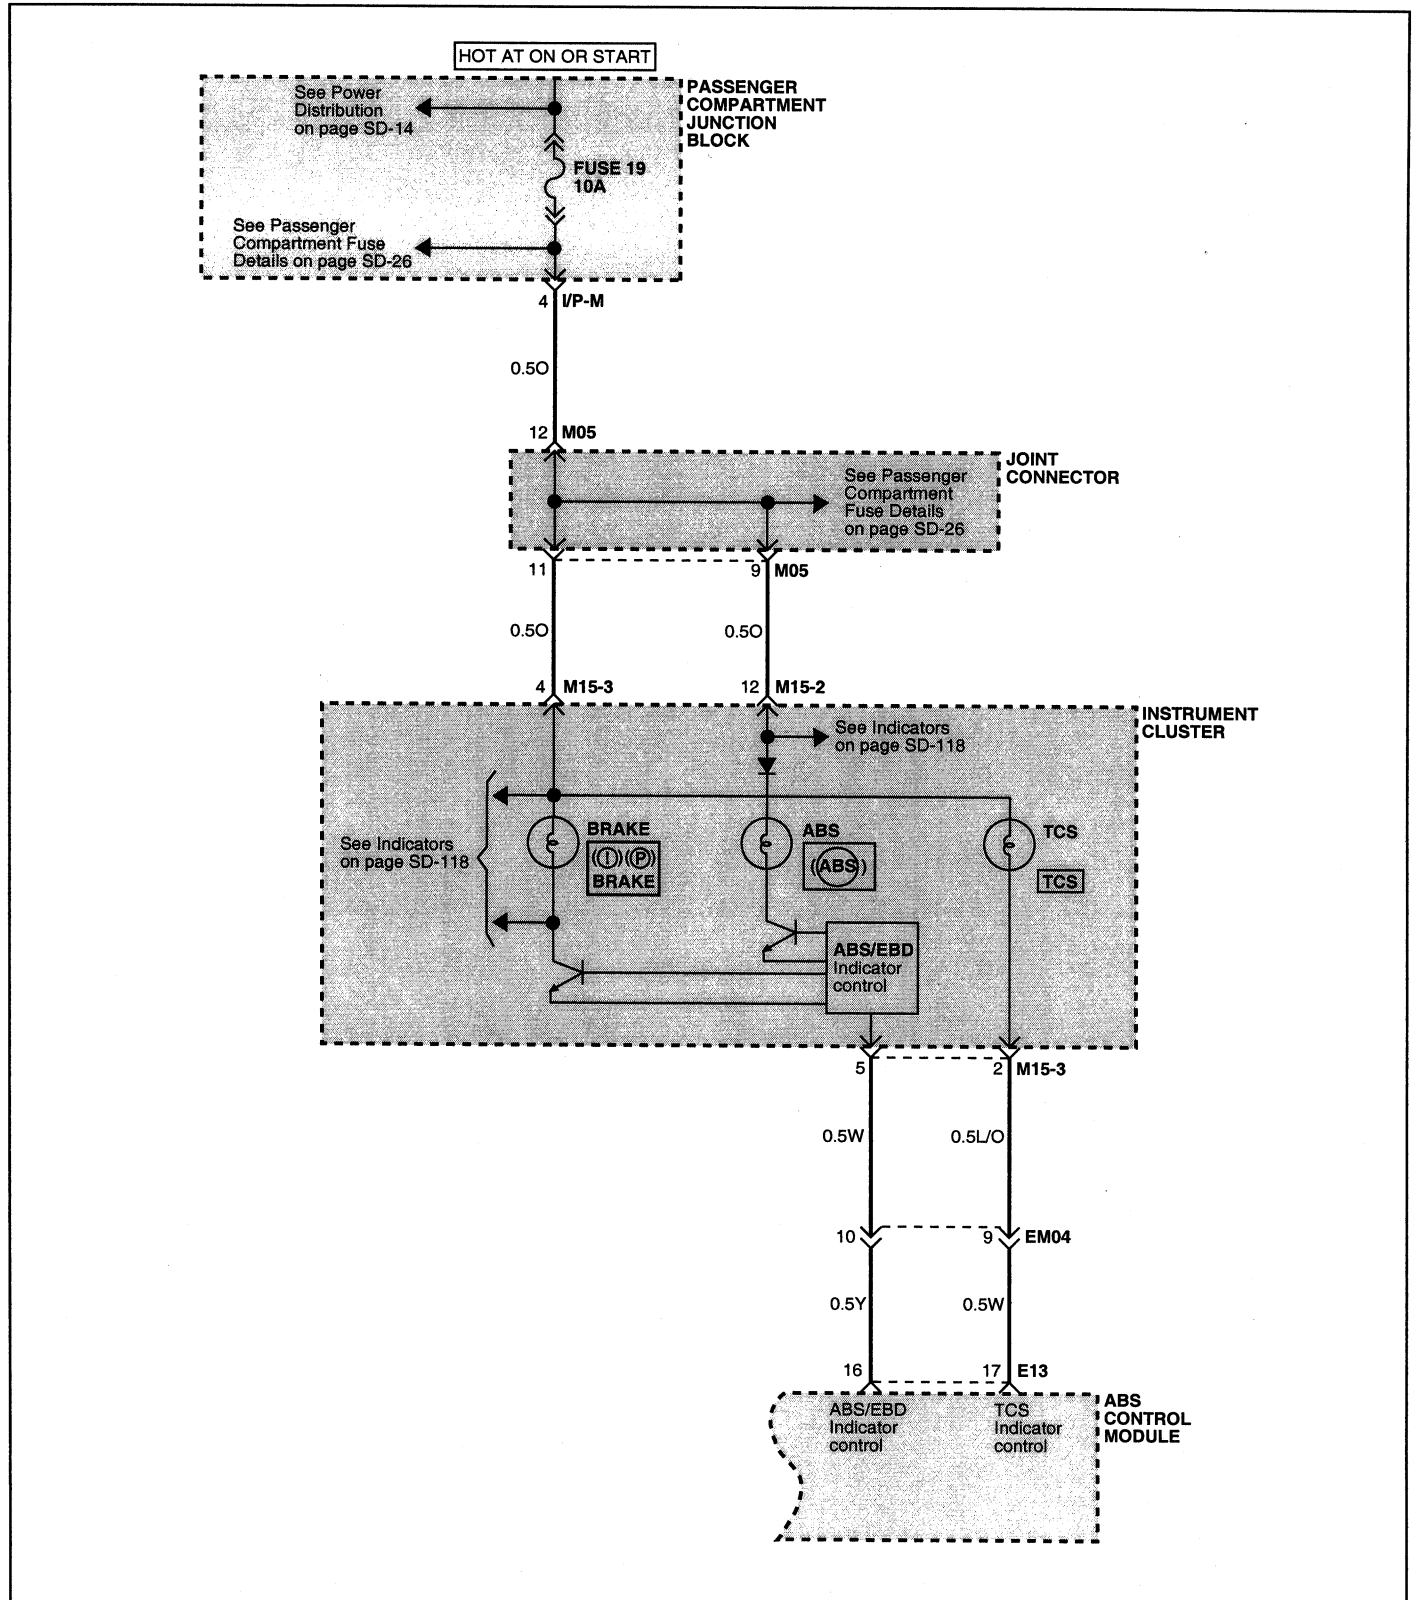 HOT AT ON OR START
See Power
Distribution
on page SD-14
PASSENGER
COMPARTMENT
JUNCTION
BLOCK
FUSE 19
10A
See Passenger
Compartment Fuse
Details on page SD-26
4 I/P-M
0.5O
12 M05
JOINT
CONNECTOR
See Passenger
Compartment
Fuse Details
on page SD-26
11 9 M05
0.5O 0.5O
4 M15-3 12 M15-2
INSTRUMENT
CLUSTER
See Indicators
on page SD-118
See Indicators
on page SD-118
BRAKE
(!) (P)
BRAKE
ABS
(ABS)
TCS
TCS
ABS/EBD
Indicator
control
5 2 M15-3
0.5W 0.5L/O
10 9 EM04
0.5Y 0.5W
16 17 E13
ABS/EBD
Indicator
control
TCS
Indicator
control
ABS
CONTROL
MODULE